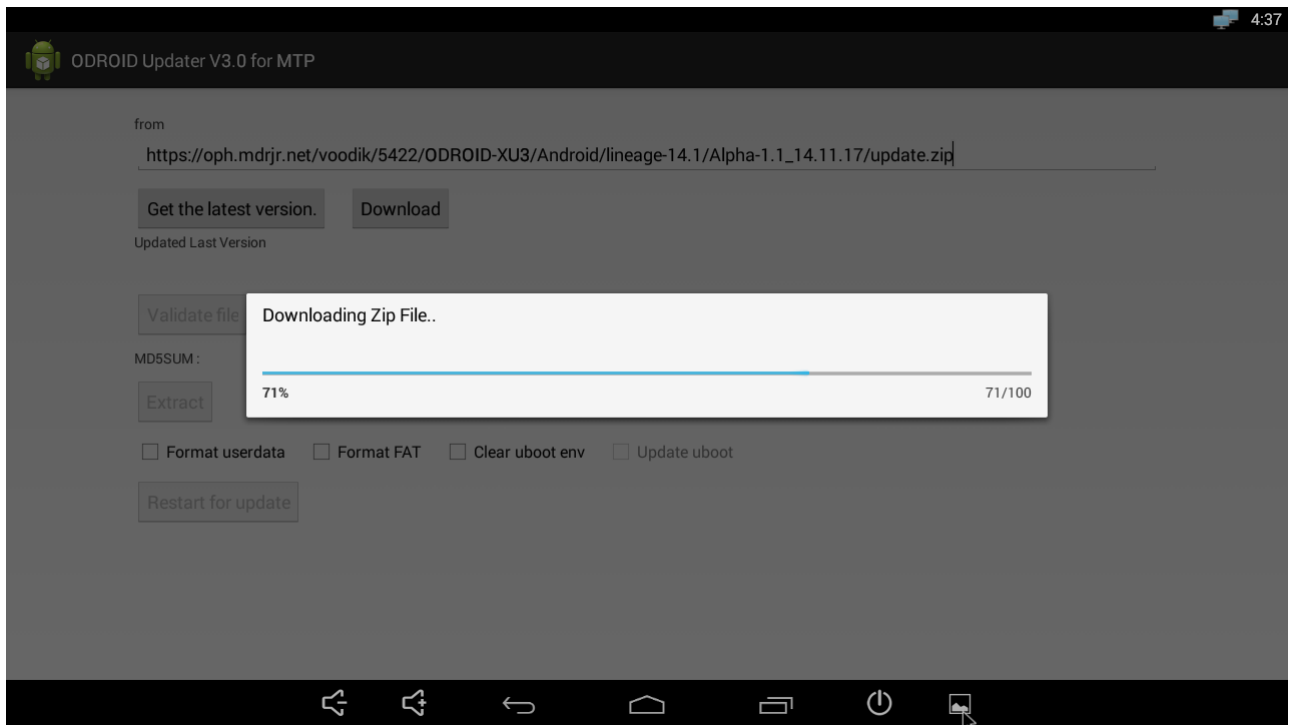 4:37
ODROID Updater V3.0 for MTP
from
https://oph.mdrjr.net/voodik/5422/ODROID-XU3/Android/lineage-14.1/Alpha-1.1_14.11.17/update.zip
Get the latest version. Download
Updated Last Version
Validate file
Downloading Zip File..
MD5SUM :
71% 71/100
Extract
Format userdata Format FAT Clear uboot env Update uboot
Restart for update